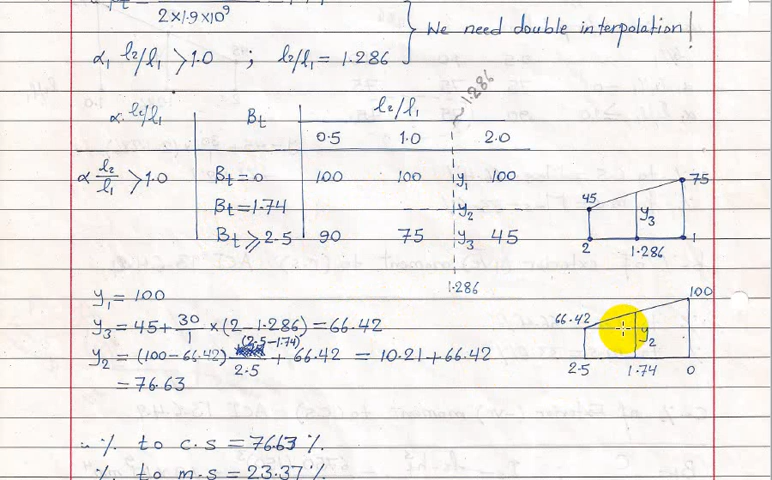 2×1.9×10⁹
We need double interpolation!
α₁ l₂/l₁ >1.0 ; l₂/l₁ = 1.286
1.286
α l₂/l₁ Bt l₂/l₁
0.5 1.0 2.0
α l₂/l₁ >1.0 Bt=0 100 100 y₁ 100
Bt=1.74 y₂
Bt≥2.5 90 75 y₃ 45
1.286
45 75
y₃
2 1.286 1
y₁=100
y₃=45+30/1 ×(2-1.286)=66.42
y₂=(100-66.42) (2.5-1.74)/2.5 + 66.42 = 10.21+66.42
=76.63
100
66.42
y₂
2.5 1.74 0
∴ % to c.s = 76.63 %
% to m.s = 23.37 %